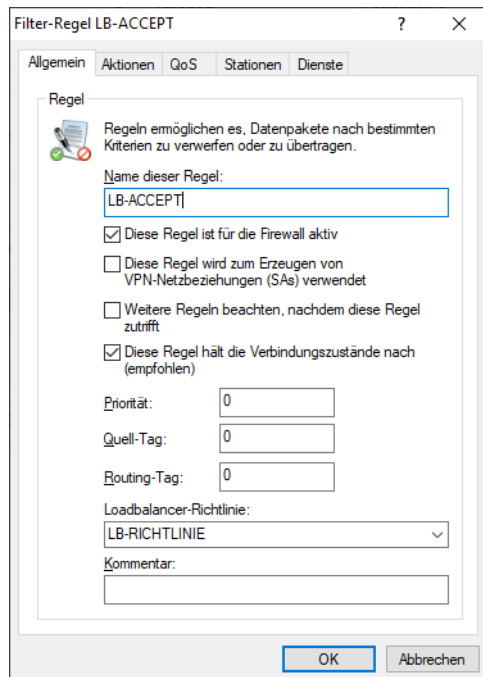 Filter-Regel LB-ACCEPT ? ×
Allgemein Aktionen QoS Stationen Dienste
Regel
Regeln ermöglichen es, Datenpakete nach bestimmten
Kriterien zu verwerfen oder zu übertragen.
Name dieser Regel:
LB-ACCEPT
Diese Regel ist für die Firewall aktiv
Diese Regel wird zum Erzeugen von
VPN-Netzbeziehungen (SAs) verwendet
Weitere Regeln beachten, nachdem diese Regel
zutrifft
Diese Regel hält die Verbindungszustände nach
(empfohlen)
Priorität: 0
Quell-Tag: 0
Routing-Tag: 0
Loadbalancer-Richtlinie:
LB-RICHTLINIE
Kommentar:
OK Abbrechen